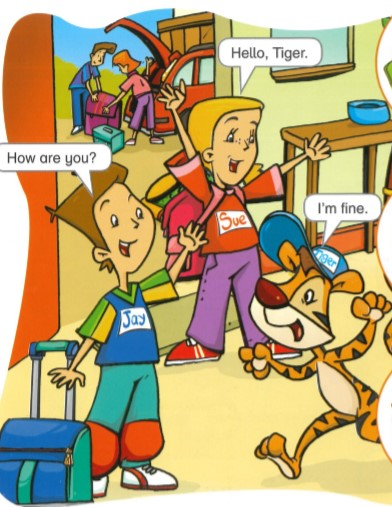 Hello, Tiger.
How are you?
I'm fine.
Sue
Tiger
Jay